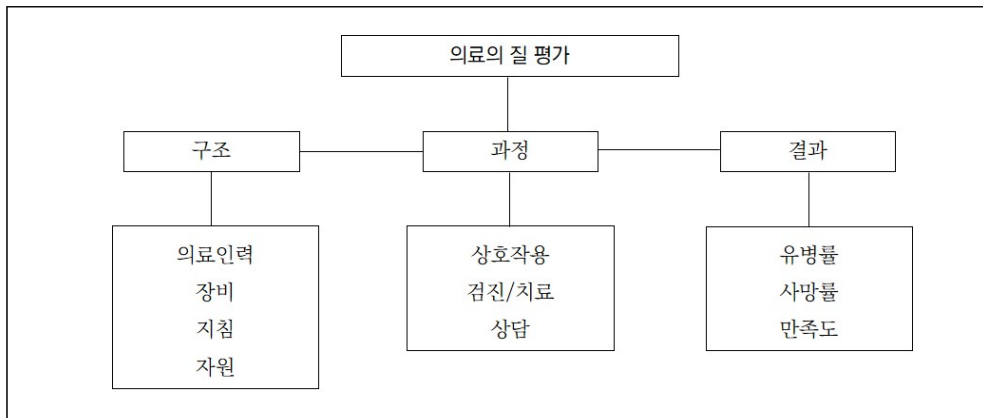 의료의 질 평가
구조
과정
결과
의료인력
장비
지침
자원
상호작용
검진/치료
상담
유병률
사망률
만족도